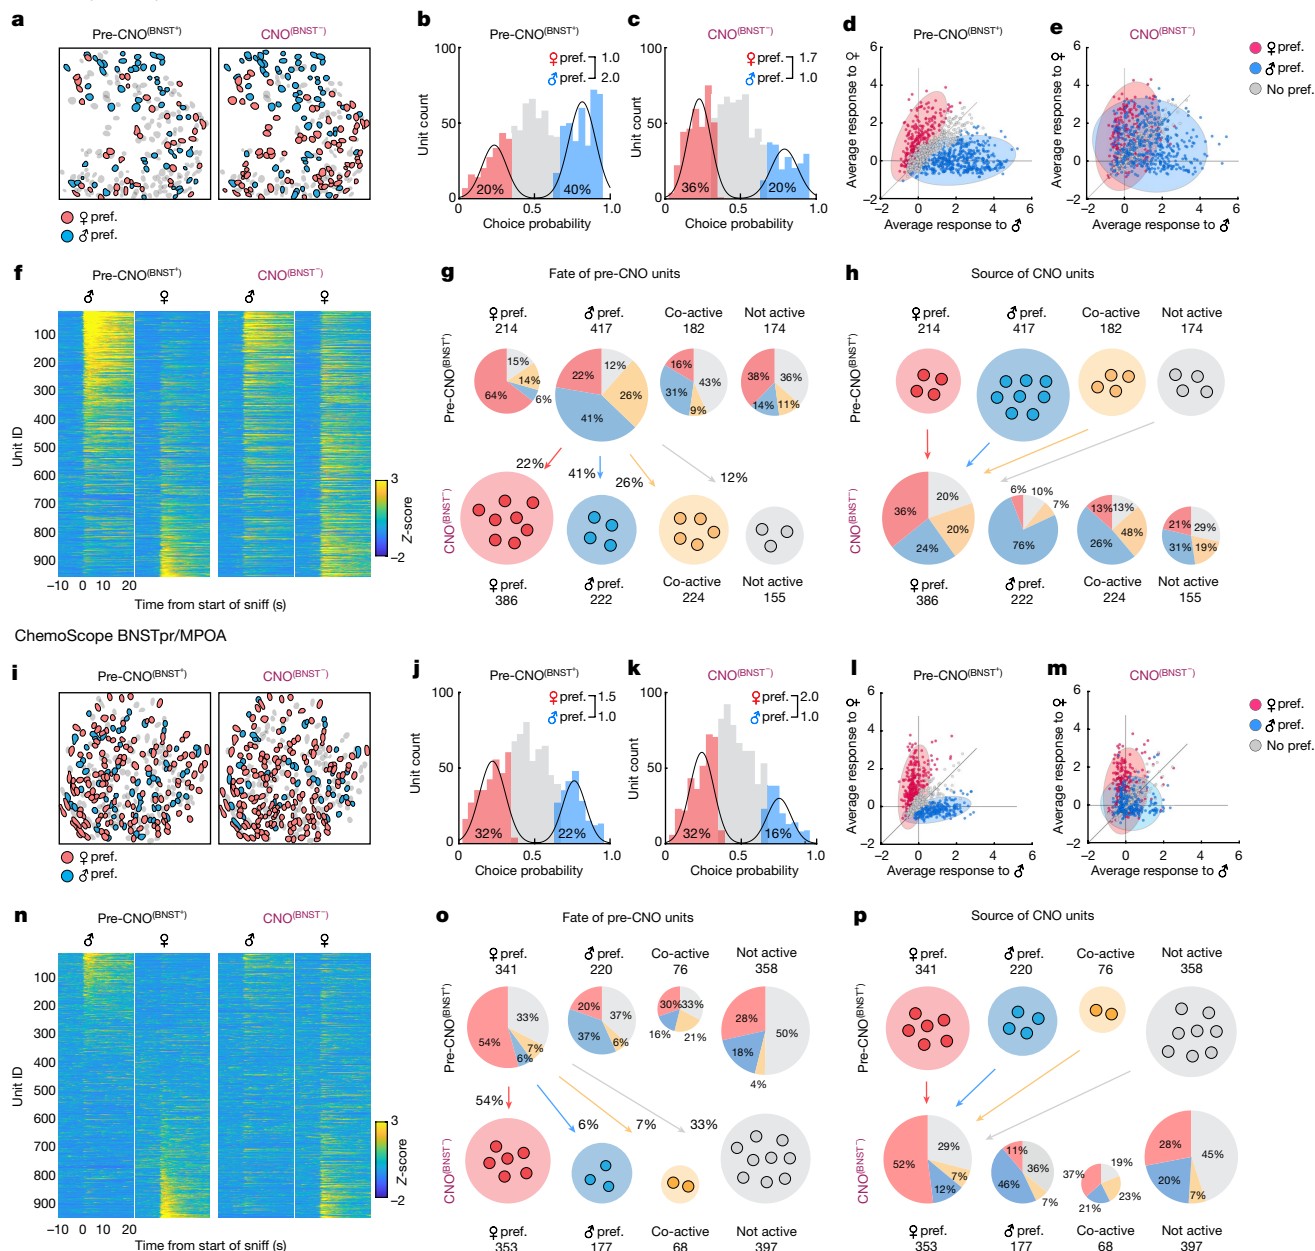 a Pre-CNO(BNST+) CNO(BNST−)
♀ pref.
♂ pref.
b Pre-CNO(BNST+)
♀ pref. 1.0
♂ pref. 2.0
Unit count
100
50
0
20% 40%
0 0.5 1.0
Choice probability
c CNO(BNST−)
♀ pref. 1.7
♂ pref. 1.0
Unit count
100
50
0
36% 20%
0 0.5 1.0
Choice probability
d Pre-CNO(BNST+)
Average response to ♀
6
4
2
0
−2
−2 0 2 4 6
Average response to ♂
e CNO(BNST−)
Average response to ♀
6
4
2
0
−2
−2 0 2 4 6
Average response to ♂
♀ pref.
♂ pref.
No pref.
f Pre-CNO(BNST+) CNO(BNST−)
♂ ♀ ♂ ♀
Unit ID
100
200
300
400
500
600
700
800
900
−10 0 10 20
Time from start of sniff (s)
3
Z-score
−2
g Fate of pre-CNO units
Pre-CNO(BNST+)
♀ pref. ♂ pref. Co-active Not active
214 417 182 174
15% 14% 6% 64%
12% 26% 41% 22%
16% 43% 9% 31%
38% 36% 11% 14%
22% 41% 26% 12%
CNO(BNST−)
♀ pref. ♂ pref. Co-active Not active
386 222 224 155
h Source of CNO units
Pre-CNO(BNST+)
♀ pref. ♂ pref. Co-active Not active
214 417 182 174
CNO(BNST−)
36% 20% 20% 24%
6% 10% 7% 76%
13% 13% 48% 26%
21% 29% 19% 31%
♀ pref. ♂ pref. Co-active Not active
386 222 224 155
ChemoScope BNSTpr/MPOA
i Pre-CNO(BNST+) CNO(BNST−)
♀ pref.
♂ pref.
j Pre-CNO(BNST+)
♀ pref. 1.5
♂ pref. 1.0
Unit count
100
50
0
32% 22%
0 0.5 1.0
Choice probability
k CNO(BNST−)
♀ pref. 2.0
♂ pref. 1.0
Unit count
100
50
0
32% 16%
0 0.5 1.0
Choice probability
l Pre-CNO(BNST+)
Average response to ♀
6
4
2
0
−2
−2 0 2 4 6
Average response to ♂
m CNO(BNST−)
Average response to ♀
6
4
2
0
−2
−2 0 2 4 6
Average response to ♂
♀ pref.
♂ pref.
No pref.
n Pre-CNO(BNST+) CNO(BNST−)
♂ ♀ ♂ ♀
Unit ID
100
200
300
400
500
600
700
800
900
−10 0 10 20
Time from start of sniff (s)
3
Z-score
−2
o Fate of pre-CNO units
Pre-CNO(BNST+)
♀ pref. ♂ pref. Co-active Not active
341 220 76 358
33% 7% 6% 54%
20% 37% 6% 37%
30% 33% 21% 16%
28% 50% 4% 18%
54% 6% 7% 33%
CNO(BNST−)
♀ pref. ♂ pref. Co-active Not active
353 177 68 397
p Source of CNO units
Pre-CNO(BNST+)
♀ pref. ♂ pref. Co-active Not active
341 220 76 358
CNO(BNST−)
52% 29% 7% 12%
11% 36% 7% 46%
37% 19% 23% 21%
28% 45% 7% 20%
♀ pref. ♂ pref. Co-active Not active
353 177 68 397